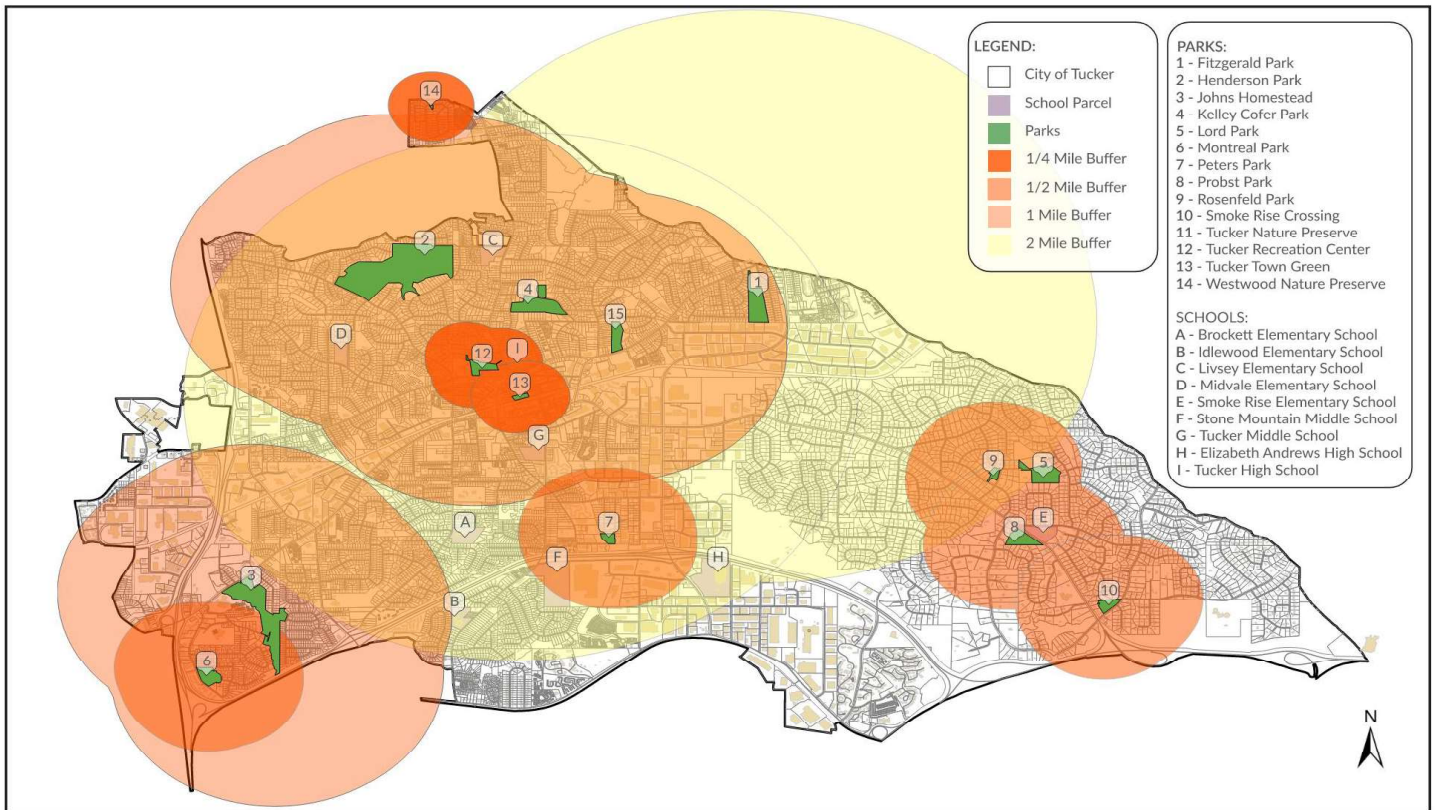 LEGEND:
City of Tucker
School Parcel
Parks
1/4 Mile Buffer
1/2 Mile Buffer
1 Mile Buffer
2 Mile Buffer
PARKS:
1 - Fitzgerald Park
2 - Henderson Park
3 - Johns Homestead
4 - Kelley Cofer Park
5 - Lord Park
6 - Montreal Park
7 - Peters Park
8 - Probst Park
9 - Rosenfeld Park
10 - Smoke Rise Crossing
11 - Tucker Nature Preserve
12 - Tucker Recreation Center
13 - Tucker Town Green
14 - Westwood Nature Preserve
SCHOOLS:
A - Brockett Elementary School
B - Idlewood Elementary School
C - Livsey Elementary School
D - Midvale Elementary School
E - Smoke Rise Elementary School
F - Stone Mountain Middle School
G - Tucker Middle School
H - Elizabeth Andrews High School
I - Tucker High School
14
2
C
1
4
15
D
I
12
13
G
9
5
A
7
8
E
F
H
3
B
10
6
N